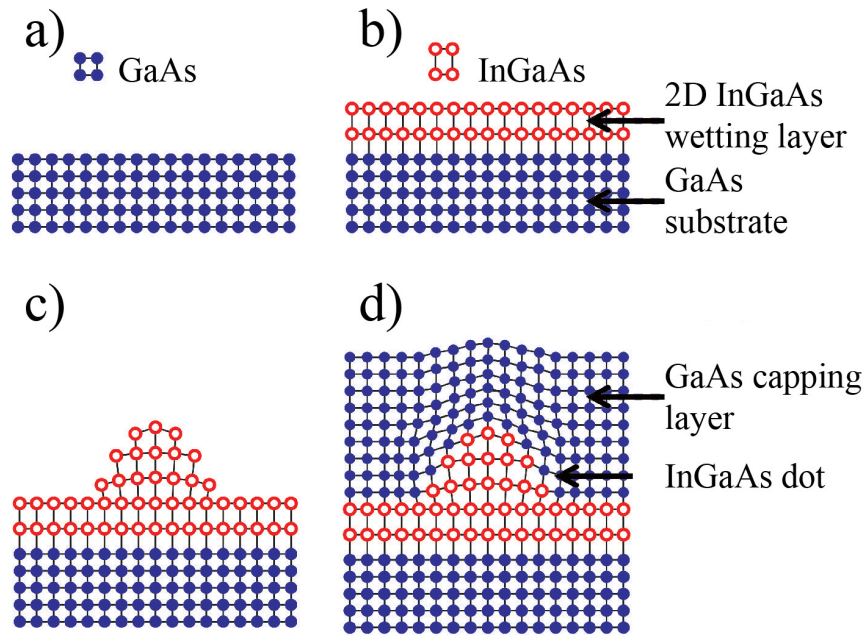 a)
GaAs
b)
InGaAs
2D InGaAs
wetting layer
GaAs
substrate
c)
d)
GaAs capping
layer
InGaAs dot